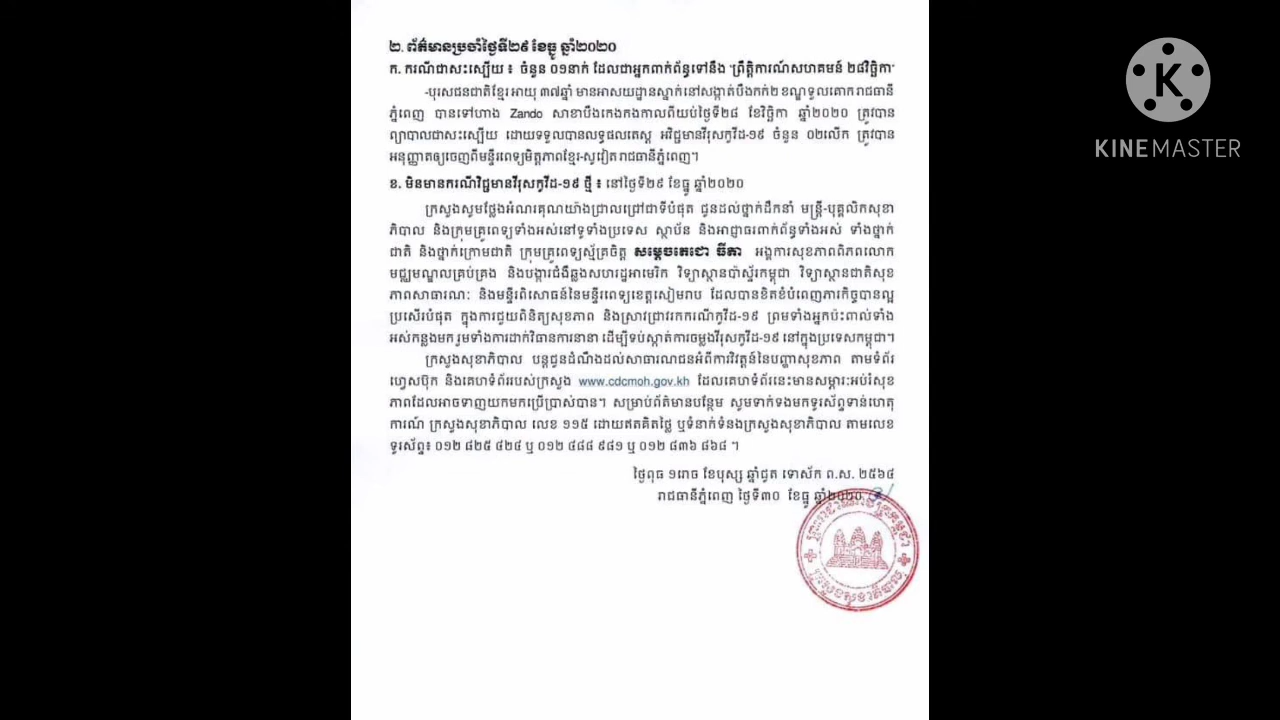 ២. ព័ត៌មានប្រចាំថ្ងៃទី២៩ ខែធ្នូ ឆ្នាំ២០២០
ក. ករណីជាសះស្បើយ ៖ ចំនួន ០១នាក់ ដែលជាអ្នកពាក់ព័ន្ធទៅនឹង "ព្រឹត្តិការណ៍សហគមន៍ ២៨វិច្ឆិកា"
-បុរសជនជាតិខ្មែរ អាយុ ៣៧ឆ្នាំ មានអាសយដ្ឋានស្នាក់នៅសង្កាត់បឹងកក់២ ខណ្ឌទួលគោក រាជធានី
ភ្នំពេញ បានទៅហាង Zando សាខាបឹងកេងកងកាលពីយប់ថ្ងៃទី២៨ ខែវិច្ឆិកា ឆ្នាំ២០២០ ត្រូវបាន
ព្យាបាលជាសះស្បើយ ដោយទទួលបានលទ្ធផលតេស្ត អវិជ្ជមានវីរុសកូវីដ-១៩ ចំនួន ០២លើក ត្រូវបាន
អនុញ្ញាតឲ្យចេញពីមន្ទីរពេទ្យមិត្តភាពខ្មែរ-សូវៀត រាជធានីភ្នំពេញ។
ខ. មិនមានករណីវិជ្ជមានវីរុសកូវីដ-១៩ ថ្មី ៖ នៅថ្ងៃទី២៩ ខែធ្នូ ឆ្នាំ២០២០
ក្រសួងសូមថ្លែងអំណរគុណយ៉ាងជ្រាលជ្រៅជាទីបំផុត ជូនដល់ថ្នាក់ដឹកនាំ មន្ត្រី-បុគ្គលិកសុខា
ភិបាល និងក្រុមគ្រូពេទ្យទាំងអស់នៅទូទាំងប្រទេស ស្ថាប័ន និងអាជ្ញាធរពាក់ព័ន្ធទាំងអស់ ទាំងថ្នាក់
ជាតិ និងថ្នាក់ក្រោមជាតិ ក្រុមគ្រូពេទ្យស្ម័គ្រចិត្ត សម្តេចតេជោ ធីតា អង្គការសុខភាពពិភពលោក
មជ្ឈមណ្ឌលគ្រប់គ្រង និងបង្ការជំងឺឆ្លងសហរដ្ឋអាមេរិក វិទ្យាស្ថានប៉ាស្ទ័រកម្ពុជា វិទ្យាស្ថានជាតិសុខ
ភាពសាធារណៈ និងមន្ទីរពិសោធន៍នៃមន្ទីរពេទ្យខេត្តសៀមរាប ដែលបានខិតខំបំពេញភារកិច្ចបានល្អ
ប្រសើរបំផុត ក្នុងការជួយពិនិត្យសុខភាព និងស្រាវជ្រាវរកករណីកូវីដ-១៩ ព្រមទាំងអ្នកប៉ះពាល់ទាំង
អស់កន្លងមក រួមទាំងការដាក់វិធានការនានា ដើម្បីទប់ស្កាត់ការចម្លងវីរុសកូវីដ-១៩ នៅក្នុងប្រទេសកម្ពុជា។
ក្រសួងសុខាភិបាល បន្តជូនដំណឹងដល់សាធារណជនអំពីការវិវត្តន៍នៃបញ្ហាសុខភាព តាមទំព័រ
ហ្វេសប៊ុក និងគេហទំព័ររបស់ក្រសួង www.cdcmoh.gov.kh ដែលគេហទំព័រនេះមានសម្ភារៈអប់រំសុខ
ភាពដែលអាចទាញយកមកប្រើប្រាស់បាន។ សម្រាប់ព័ត៌មានបន្ថែម សូមទាក់ទងមកទូរស័ព្ទទាន់ហេតុ
ការណ៍ ក្រសួងសុខាភិបាល លេខ ១១៥ ដោយឥតគិតថ្លៃ ឬទំនាក់ទំនងក្រសួងសុខាភិបាល តាមលេខ
ទូរស័ព្ទ៖ ០១២ ៨២៥ ៤២៤ ឬ ០១២ ៤៨៨ ៩៨១ ឬ ០១២ ៨៣៦ ៨៦៨ ។
ថ្ងៃពុធ ១រោច ខែបុស្ស ឆ្នាំជូត ទោស័ក ព.ស. ២៥៦៤
រាជធានីភ្នំពេញ ថ្ងៃទី៣០ ខែធ្នូ ឆ្នាំ២០២០
ព្រះរាជាណាចក្រកម្ពុជា
ក្រសួងសុខាភិបាល
K
KINEMASTER